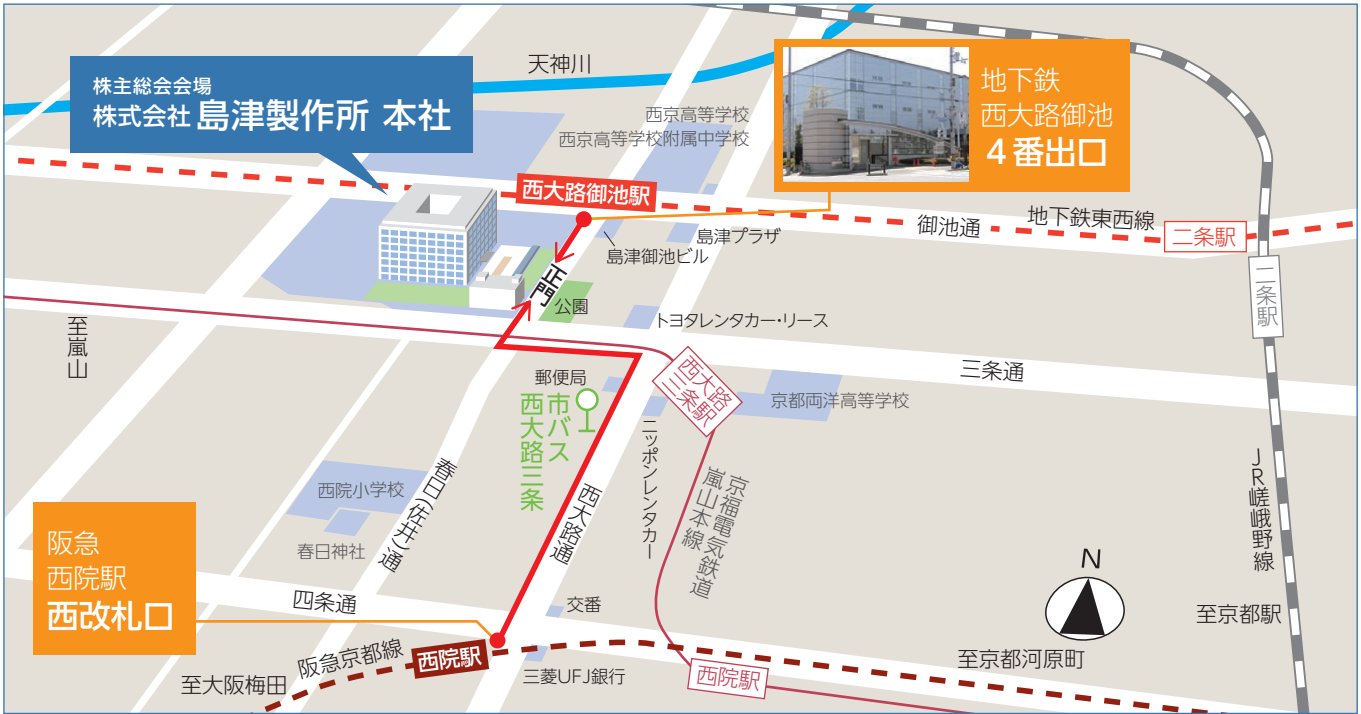 株主総会会場
株式会社 島津製作所 本社
天神川
西京高等学校
西京高等学校附属中学校
地下鉄
西大路御池
4番出口
西大路御池駅
御池通
地下鉄東西線
二条駅
島津プラザ
島津御池ビル
正門
公園
二条駅
至嵐山
トヨタレンタカー・リース
三条通
西大路
三条駅
郵便局
市バス
西大路三条
京都両洋高等学校
ニッポンレンタカー
京福電気鉄道
嵐山本線
JR嵯峨野線
西院小学校
春日神社
春日(佐井)通
西大路通
阪急
西院駅
西改札口
四条通
交番
N
至京都駅
阪急京都線
西院駅
至大阪梅田
三菱UFJ銀行
西院駅
至京都河原町